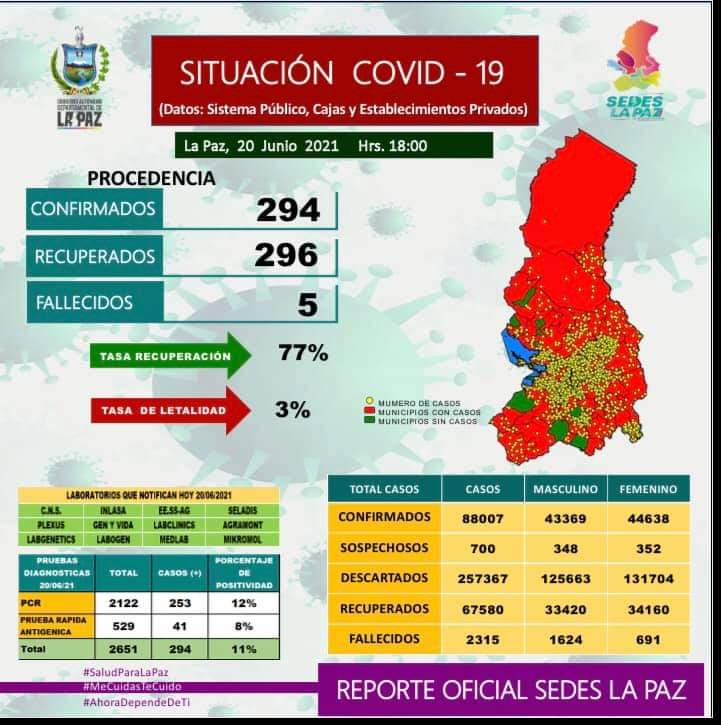 GOBIERNO AUTÓNOMO
DEPARTAMENTAL DE
LA PAZ
SITUACIÓN COVID - 19
(Datos: Sistema Público, Cajas y Establecimientos Privados)
SEDES
LA PAZ
La Paz, 20 Junio 2021 Hrs. 18:00
PROCEDENCIA
CONFIRMADOS 294
RECUPERADOS 296
FALLECIDOS 5
TASA RECUPERACIÓN 77%
TASA DE LETALIDAD 3%
MUMERO DE CASOS
MUNICIPIOS CON CASOS
MUNICIPIOS SIN CASOS
LABORATORIOS QUE NOTIFICAN HOY 20/06/2021
C.N.S. INLASA EE.SS-AG SELADIS
PLEXUS GEN Y VIDA LABCLINICS AGRAMONT
LABGENETICS LABOGEN MEDLAB MIKROMOL
PRUEBAS DIAGNOSTICAS 20/06/21 TOTAL CASOS (+) PORCENTAJE DE POSITIVIDAD
PCR 2122 253 12%
PRUEBA RAPIDA ANTIGENICA 529 41 8%
Total 2651 294 11%
TOTAL CASOS CASOS MASCULINO FEMENINO
CONFIRMADOS 88007 43369 44638
SOSPECHOSOS 700 348 352
DESCARTADOS 257367 125663 131704
RECUPERADOS 67580 33420 34160
FALLECIDOS 2315 1624 691
#SaludParaLaPaz
#MeCuidasTeCuido
#AhoraDependeDeTi
REPORTE OFICIAL SEDES LA PAZ